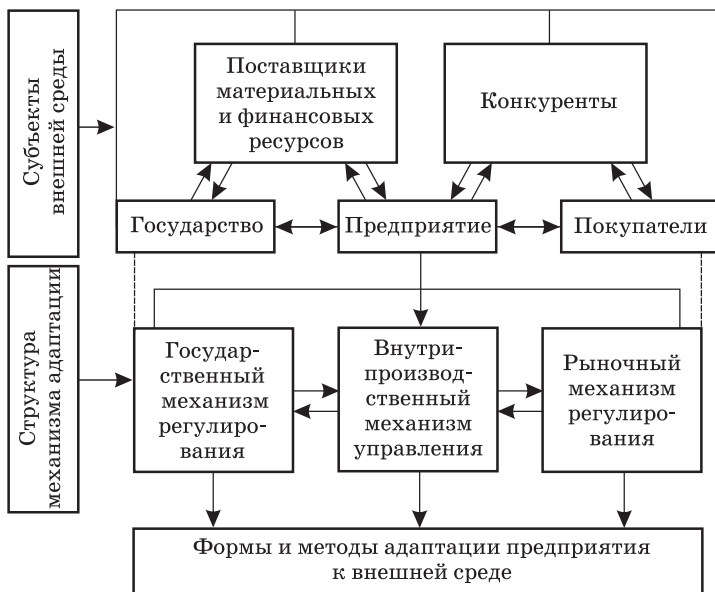 Субъекты
внешней среды
Поставщики
материальных
и финансовых
ресурсов
Конкуренты
Государство
Предприятие
Покупатели
Структура
механизма адаптации
Государ-
ственный
механизм
регулиро-
вания
Внутри-
производ-
ственный
механизм
управления
Рыночный
механизм
регулиро-
вания
Формы и методы адаптации предприятия
к внешней среде